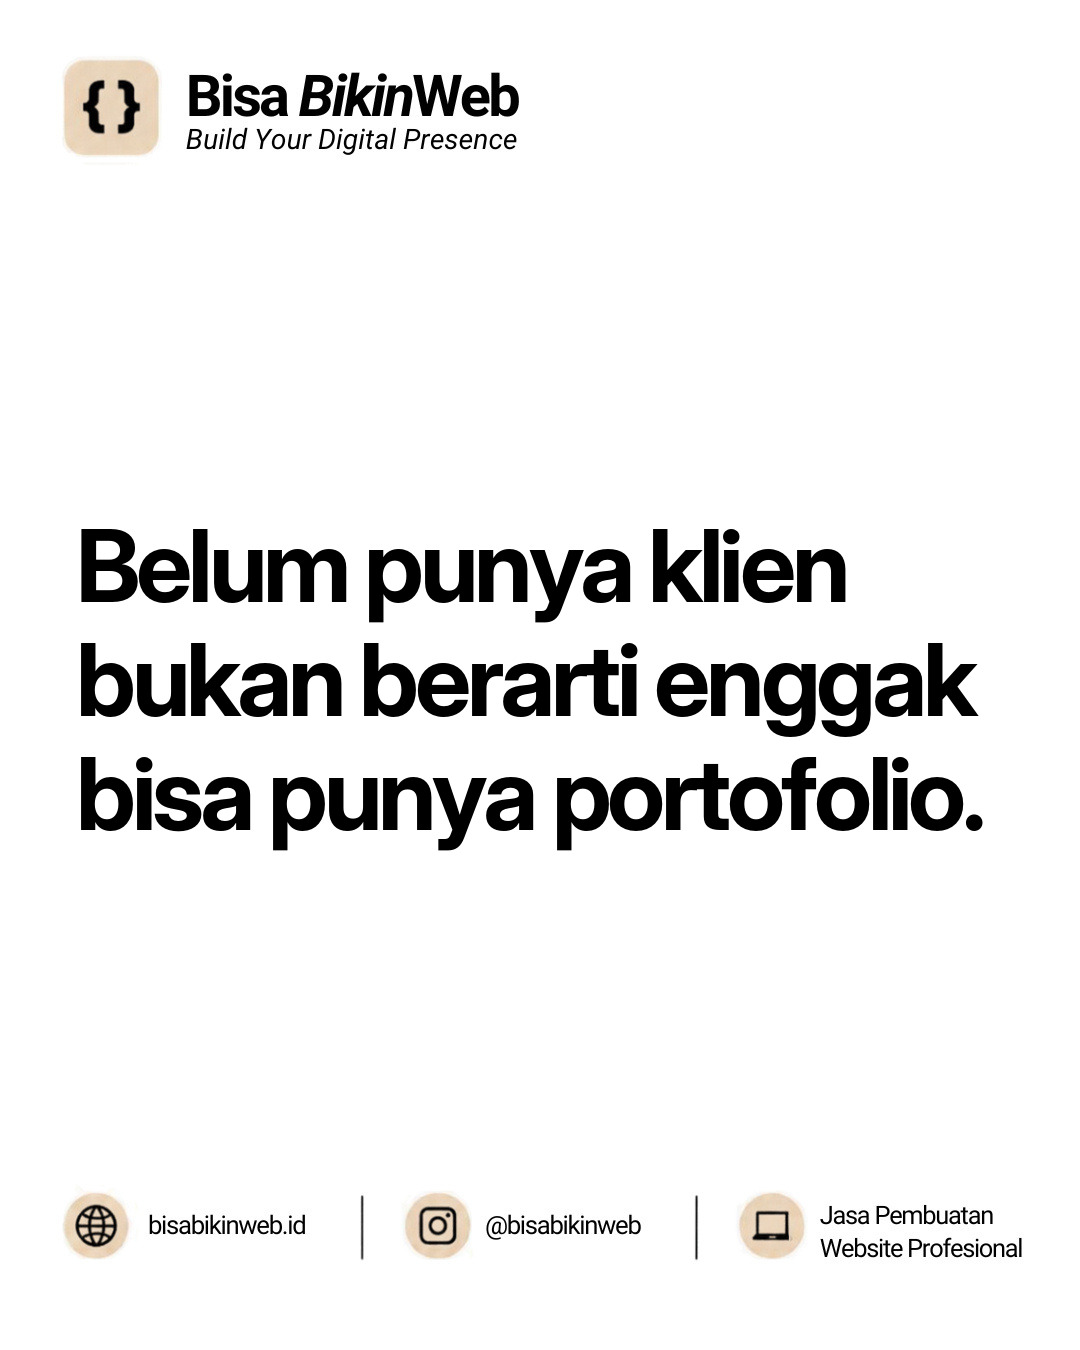 { }
Bisa BikinWeb
Build Your Digital Presence
Belum punya klien
bukan berarti enggak
bisa punya portofolio.
bisabikinweb.id
@bisabikinweb
Jasa Pembuatan
Website Profesional